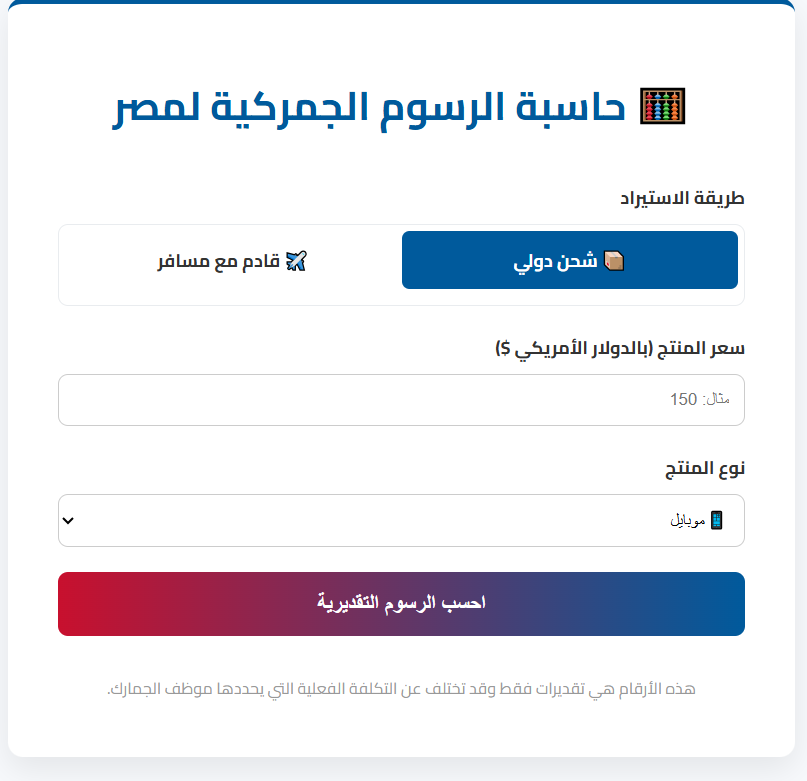 🧮 حاسبة الرسوم الجمركية لمصر
طريقة الاستيراد
📦 شحن دولي
✈️ قادم مع مسافر
سعر المنتج (بالدولار الأمريكي $)
مثال: 150
نوع المنتج
📱 موبايل
احسب الرسوم التقديرية
هذه الأرقام هي تقديرات فقط وقد تختلف عن التكلفة الفعلية التي يحددها موظف الجمارك.